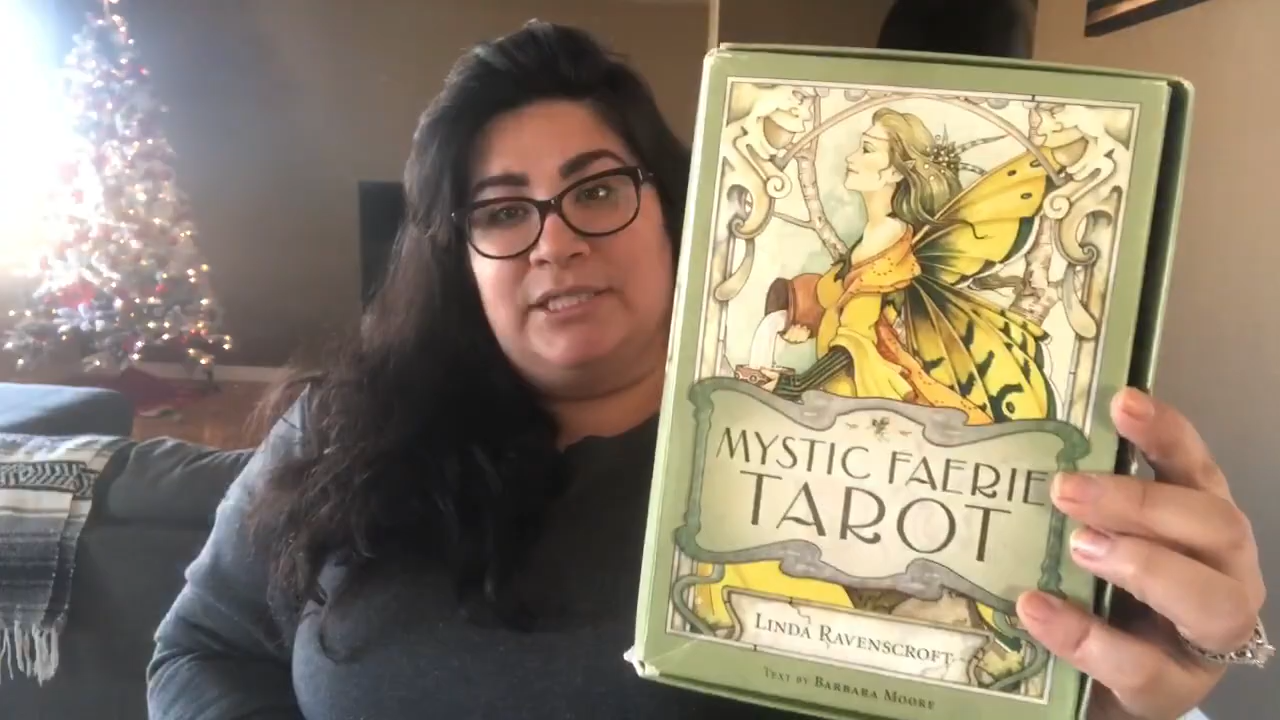 MYSTIC FAERIE
TAROT
LINDA RAVENSCROFT
TEXT BY BARBARA MOORE